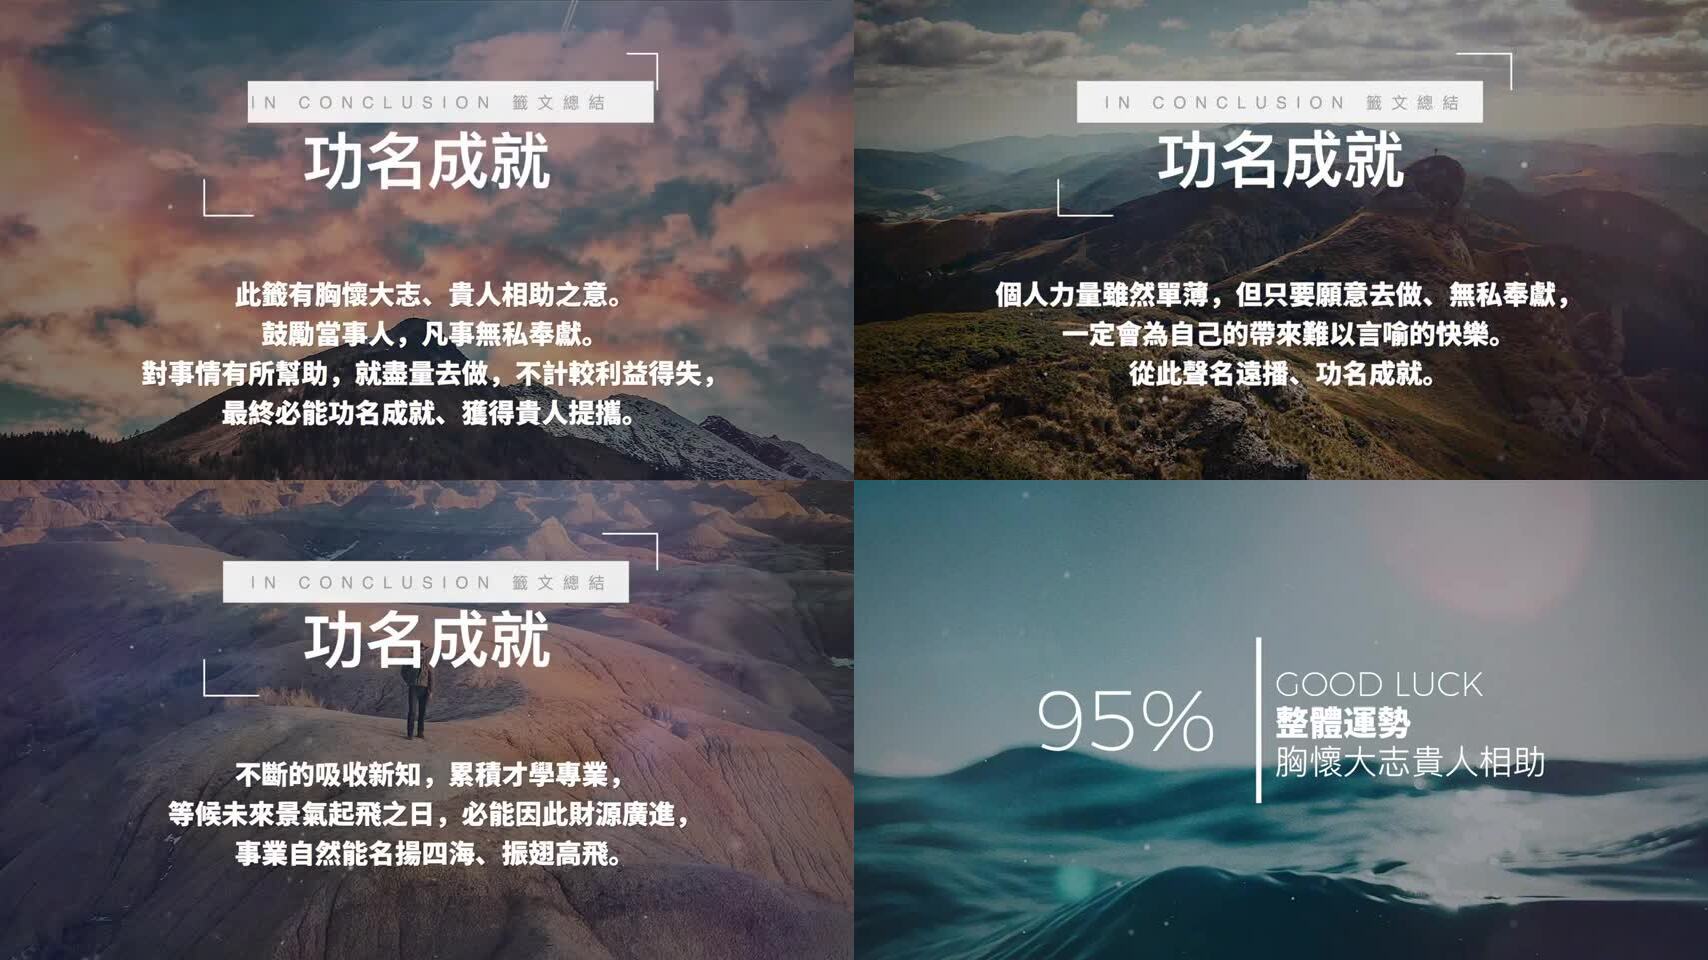 IN CONCLUSION 籤文總結
功名成就
此籤有胸懷大志、貴人相助之意。
鼓勵當事人，凡事無私奉獻。
對事情有所幫助，就盡量去做，不計較利益得失，
最終必能功名成就、獲得貴人提攜。
IN CONCLUSION 籤文總結
功名成就
個人力量雖然單薄，但只要願意去做、無私奉獻，
一定會為自己的帶來難以言喻的快樂。
從此聲名遠播、功名成就。
IN CONCLUSION 籤文總結
功名成就
不斷的吸收新知，累積才學專業，
等候未來景氣起飛之日，必能因此財源廣進，
事業自然能名揚四海、振翅高飛。
95%
GOOD LUCK
整體運勢
胸懷大志貴人相助